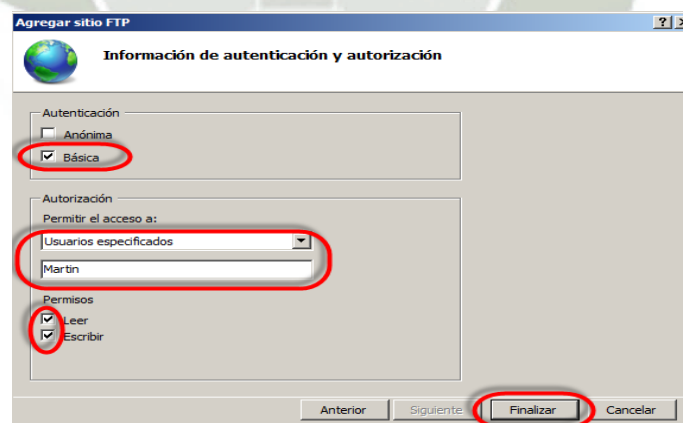 Agregar sitio FTP
Información de autenticación y autorización
Autenticación
Anónima
Básica
Autorización
Permitir el acceso a:
Usuarios especificados
Martin
Permisos
Leer
Escribir
Anterior Siguiente Finalizar Cancelar